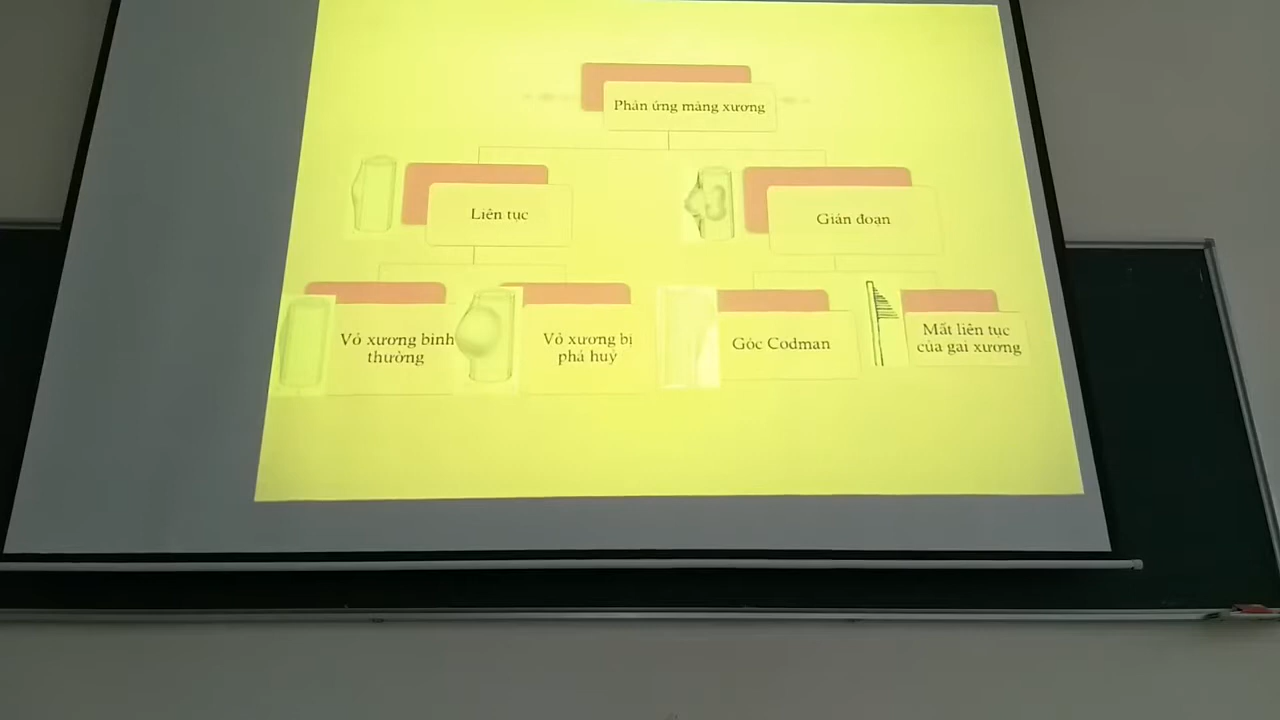 Phản ứng màng xương
Liên tục
Gián đoạn
Vỏ xương bình
thường
Vỏ xương bị
phá huỷ
Góc Codman
Mất liên tục
của gai xương